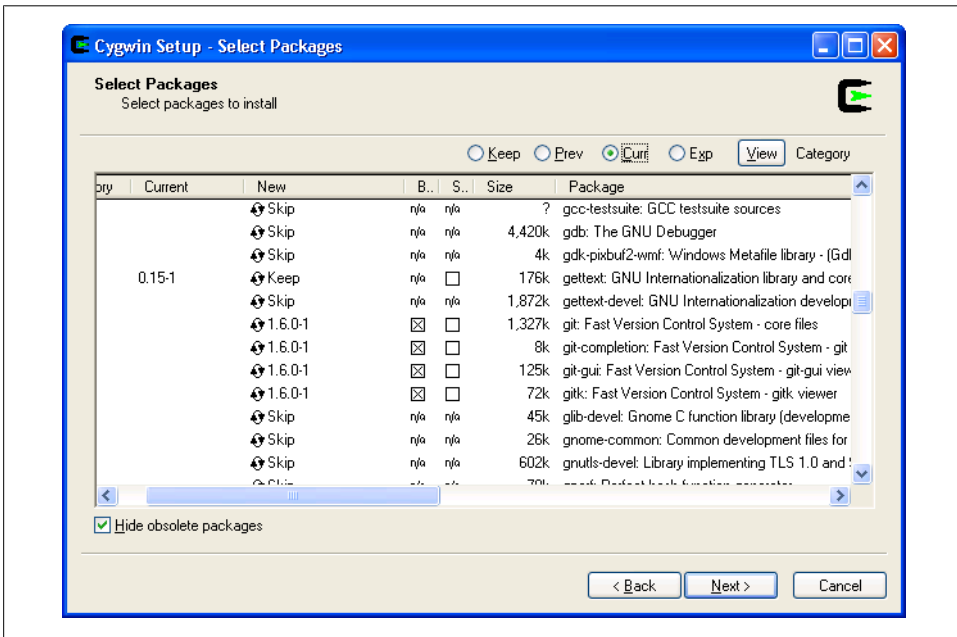 Cygwin Setup - Select Packages
Select Packages
Select packages to install
Keep Prev Curr Exp View Category
ory Current New B.. S.. Size Package
Skip n/a n/a ? gcc-testsuite: GCC testsuite sources
Skip n/a n/a 4,420k gdb: The GNU Debugger
Skip n/a n/a 4k gdk-pixbuf2-wmf: Windows Metafile library - (Gdl
0.15-1 Keep n/a 176k gettext: GNU Internationalization library and core
Skip n/a n/a 1,872k gettext-devel: GNU Internationalization develop
1.6.0-1 1,327k git: Fast Version Control System - core files
1.6.0-1 8k git-completion: Fast Version Control System - git
1.6.0-1 125k git-gui: Fast Version Control System - git-gui view
1.6.0-1 72k gitk: Fast Version Control System - gitk viewer
Skip n/a n/a 45k glib-devel: Gnome C function library (developme
Skip n/a n/a 26k gnome-common: Common development files for
Skip n/a n/a 602k gnutls-devel: Library implementing TLS 1.0 and
Hide obsolete packages
< Back Next > Cancel